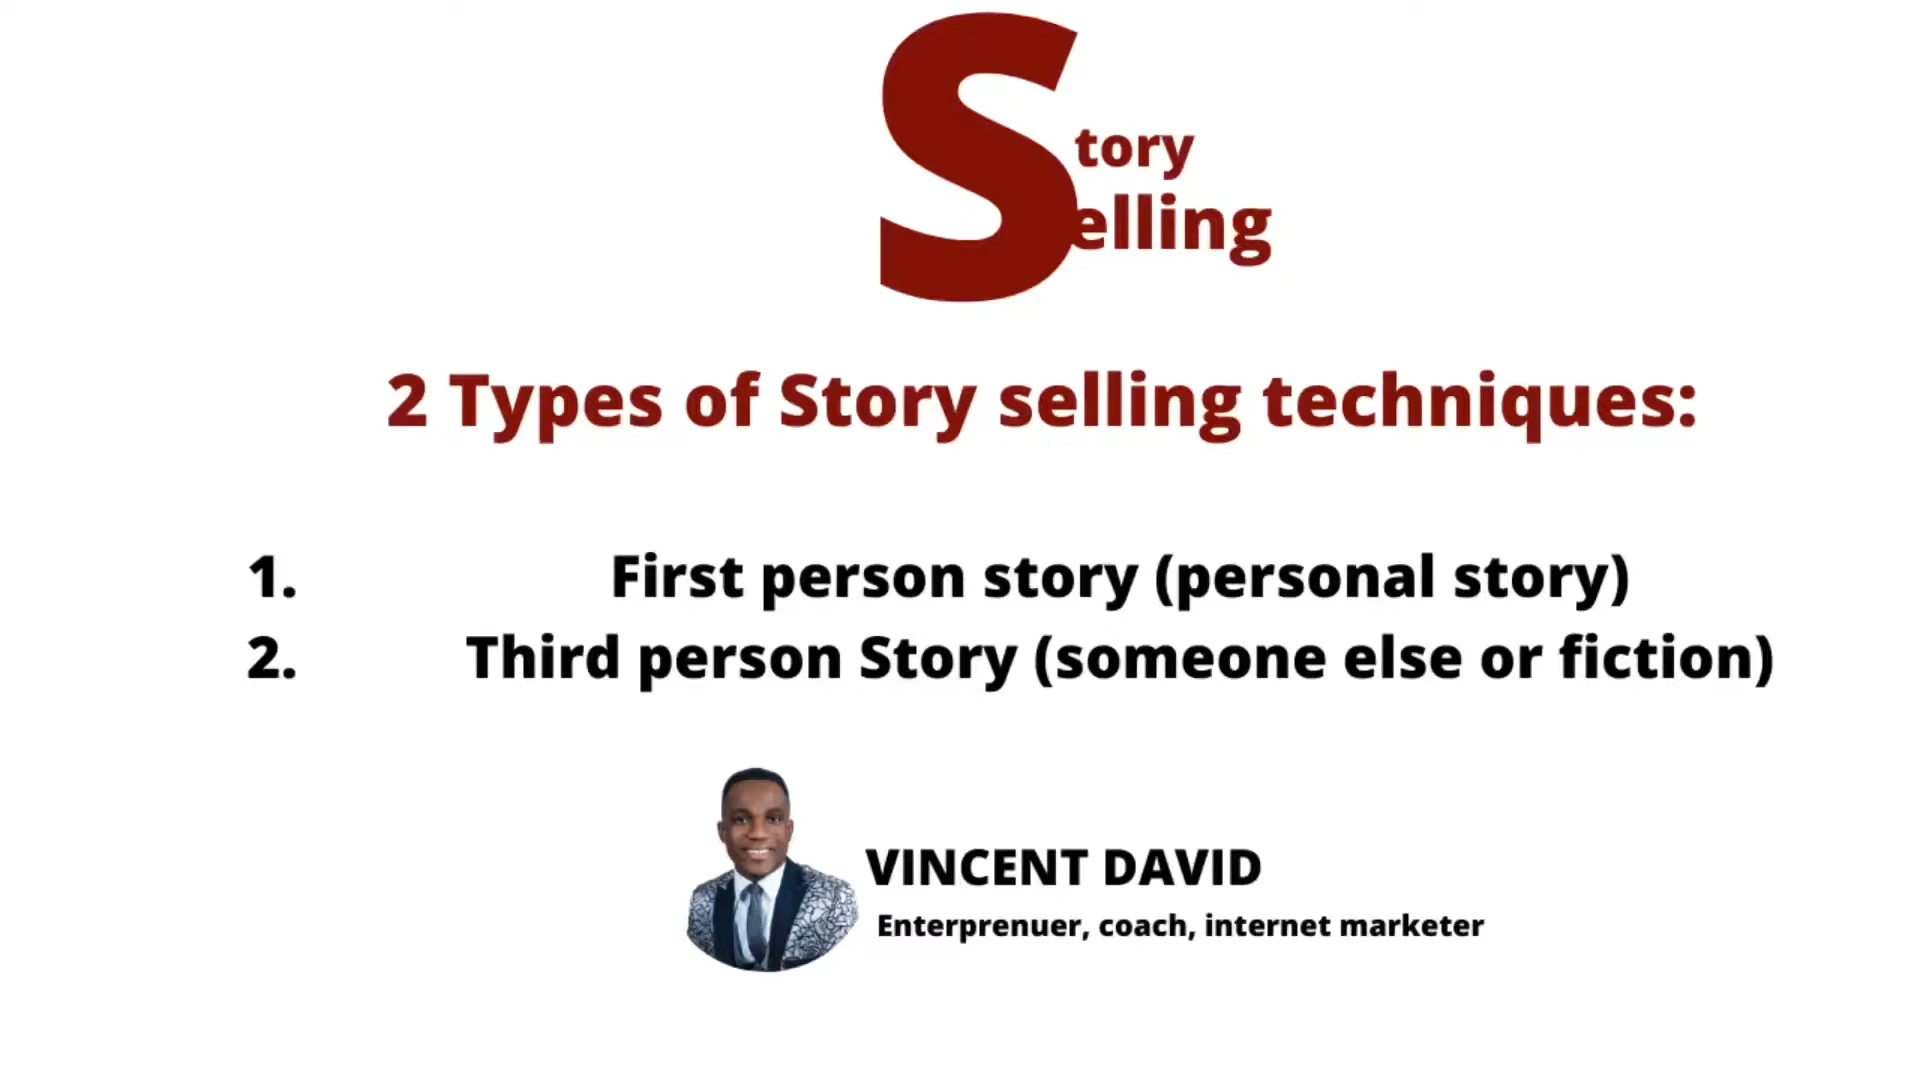 Story
Selling
2 Types of Story selling techniques:
1. First person story (personal story)
2. Third person Story (someone else or fiction)
VINCENT DAVID
Enterprenuer, coach, internet marketer